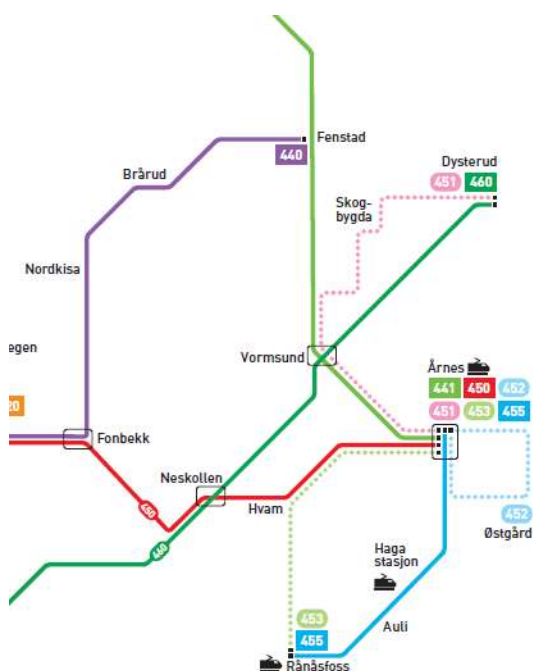 Fenstad
440
Brårud
Dysterud
451 460
Skog-
bygda
Nordkisa
egen
Vormsund
Årnes
441 450 452
451 453 455
20
Fonbekk
Neskollen
450
Hvam
452
Østgård
460
Haga
stasjon
453
455
Auli
Rånåsfoss